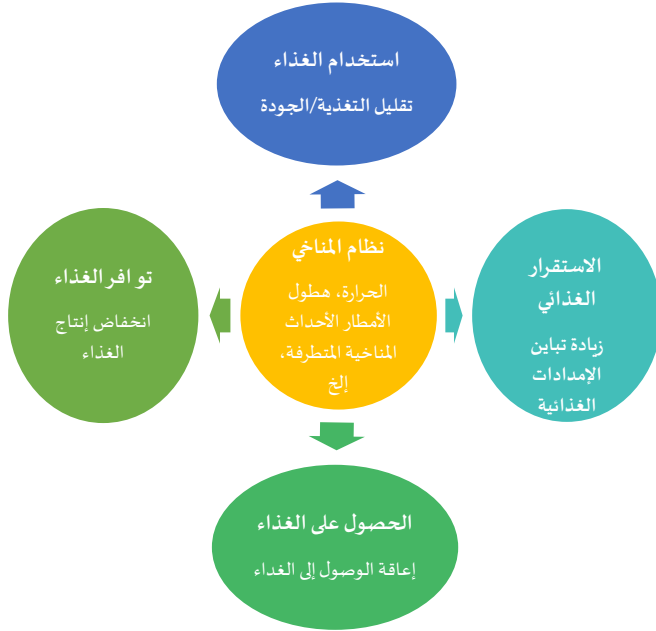 استخدام الغذاء
تقليل التغذية/الجودة
الاستقرار
الغذائي
زيادة تباين
الإمدادات
الغذائية
نظام المناخي
الحرارة، هطول
الأمطار الأحداث
المناخية المتطرفة،
إلخ
تو افر الغذاء
انخفاض إنتاج
الغذاء
الحصول على الغذاء
إعاقة الوصول إلى الغداء